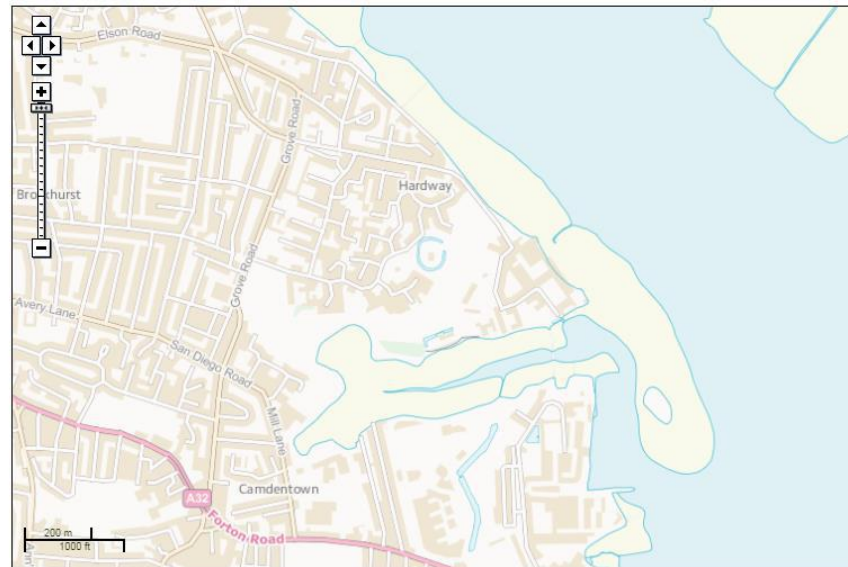 Elson Road
Grove Road
Hardway
Grove Road
Avery Lane
San Diego Road
Mill Lane
Camdentown
A32
Forton Road
200 m
1000 ft